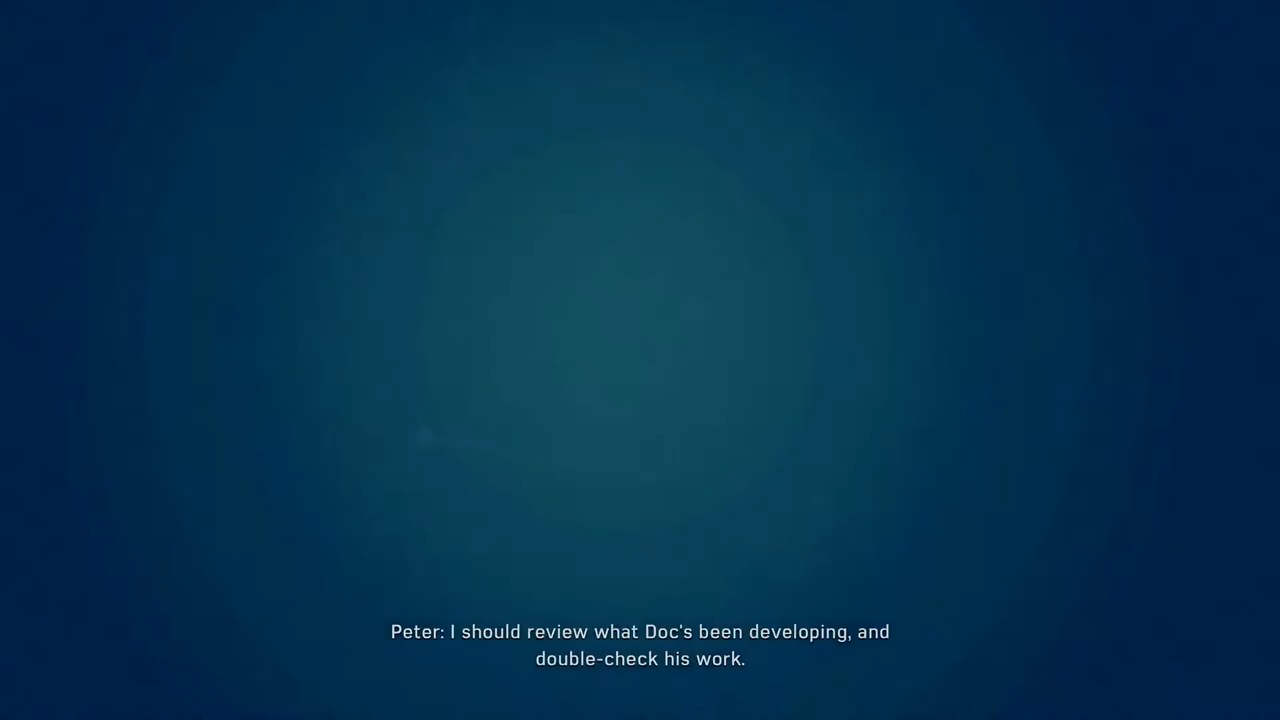 Peter: I should review what Doc's been developing, and
double-check his work.